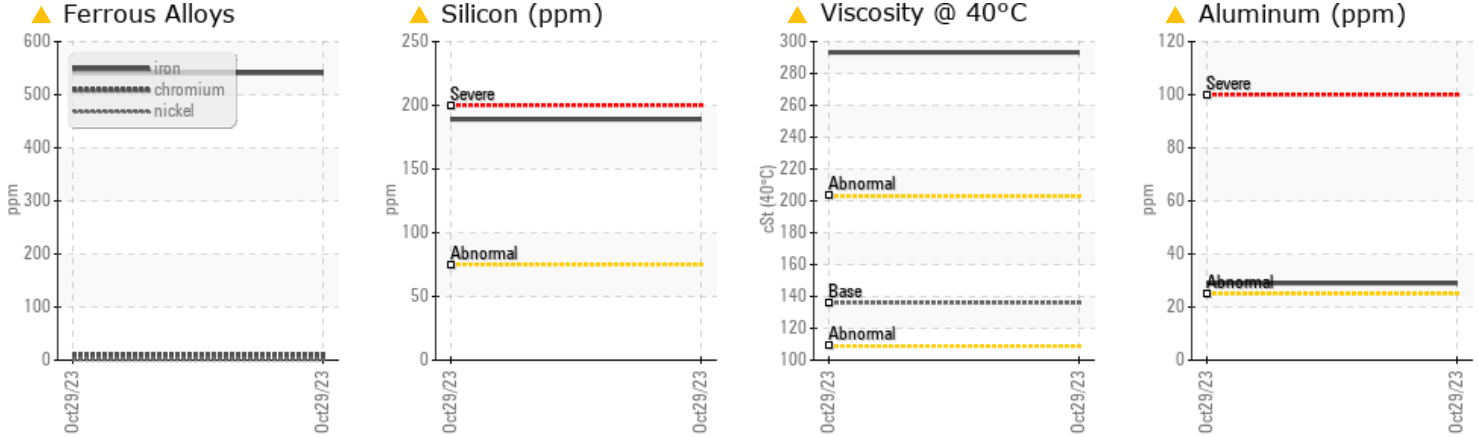 Ferrous Alloys
600
500
400
300
200
100
0
ppm
iron
chromium
nickel
Oct29/23
Oct29/23
Silicon (ppm)
250
200
150
100
50
0
ppm
Severe
Abnormal
Oct29/23
Oct29/23
Viscosity @ 40°C
300
280
260
240
220
200
180
160
140
120
100
cSt (40°C)
Abnormal
Base
Abnormal
Oct29/23
Oct29/23
Aluminum (ppm)
120
100
80
60
40
20
0
ppm
Severe
Abnormal
Oct29/23
Oct29/23